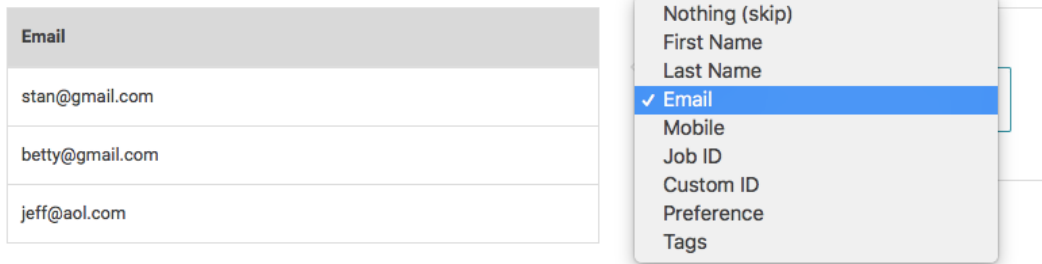 Email
stan@gmail.com
betty@gmail.com
jeff@aol.com
Nothing (skip)
First Name
Last Name
✓ Email
Mobile
Job ID
Custom ID
Preference
Tags